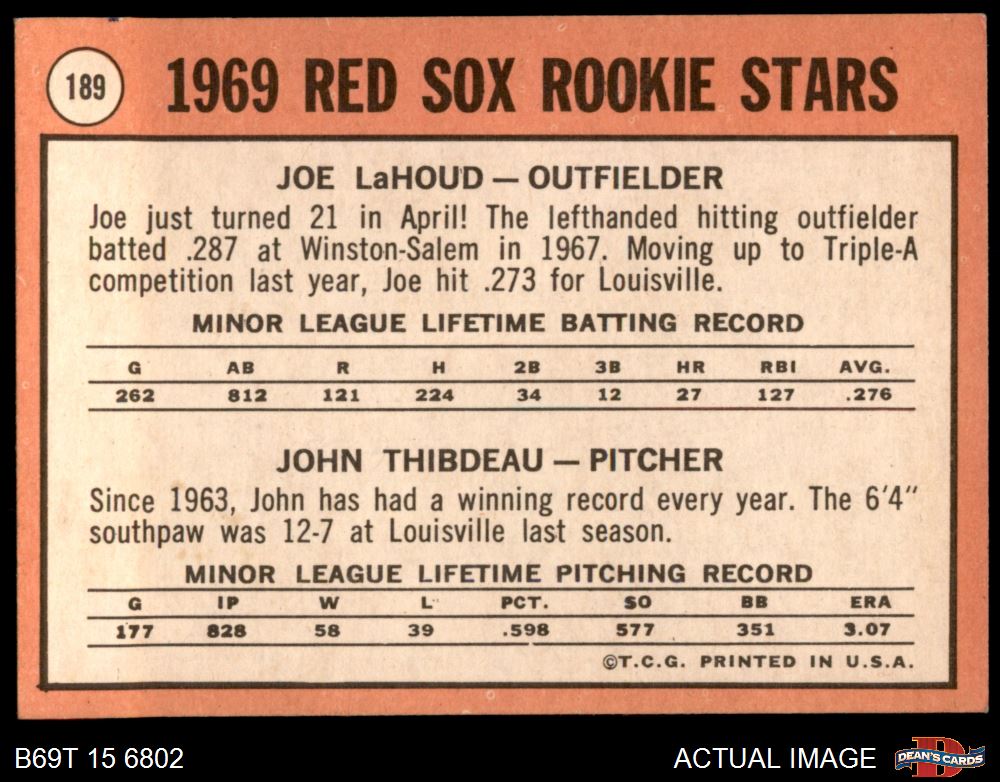 189
1969 RED SOX ROOKIE STARS
JOE LaHOUD — OUTFIELDER
Joe just turned 21 in April! The lefthanded hitting outfielder
batted .287 at Winston-Salem in 1967. Moving up to Triple-A
competition last year, Joe hit .273 for Louisville.
MINOR LEAGUE LIFETIME BATTING RECORD
G AB R H 2B 3B HR RBI AVG.
262 812 121 224 34 12 27 127 .276
JOHN THIBDEAU — PITCHER
Since 1963, John has had a winning record every year. The 6'4"
southpaw was 12-7 at Louisville last season.
MINOR LEAGUE LIFETIME PITCHING RECORD
G IP W L PCT. SO BB ERA
177 828 58 39 .598 577 351 3.07
©T.C.G. PRINTED IN U.S.A.
B69T 15 6802
ACTUAL IMAGE
D
DEAN'S CARDS